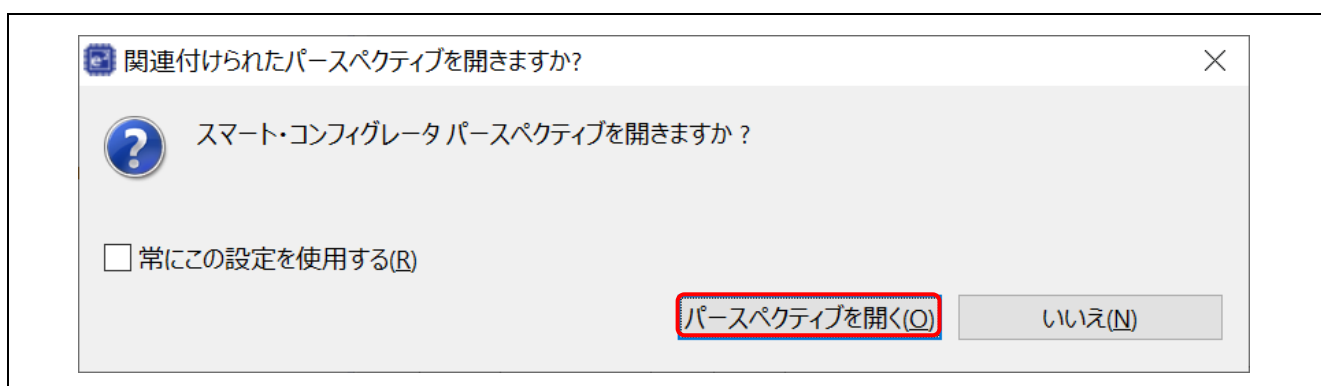 関連付けられたパースペクティブを開きますか?
スマート・コンフィグレータ パースペクティブを開きますか ?
常にこの設定を使用する(R)
パースペクティブを開く(O) いいえ(N)